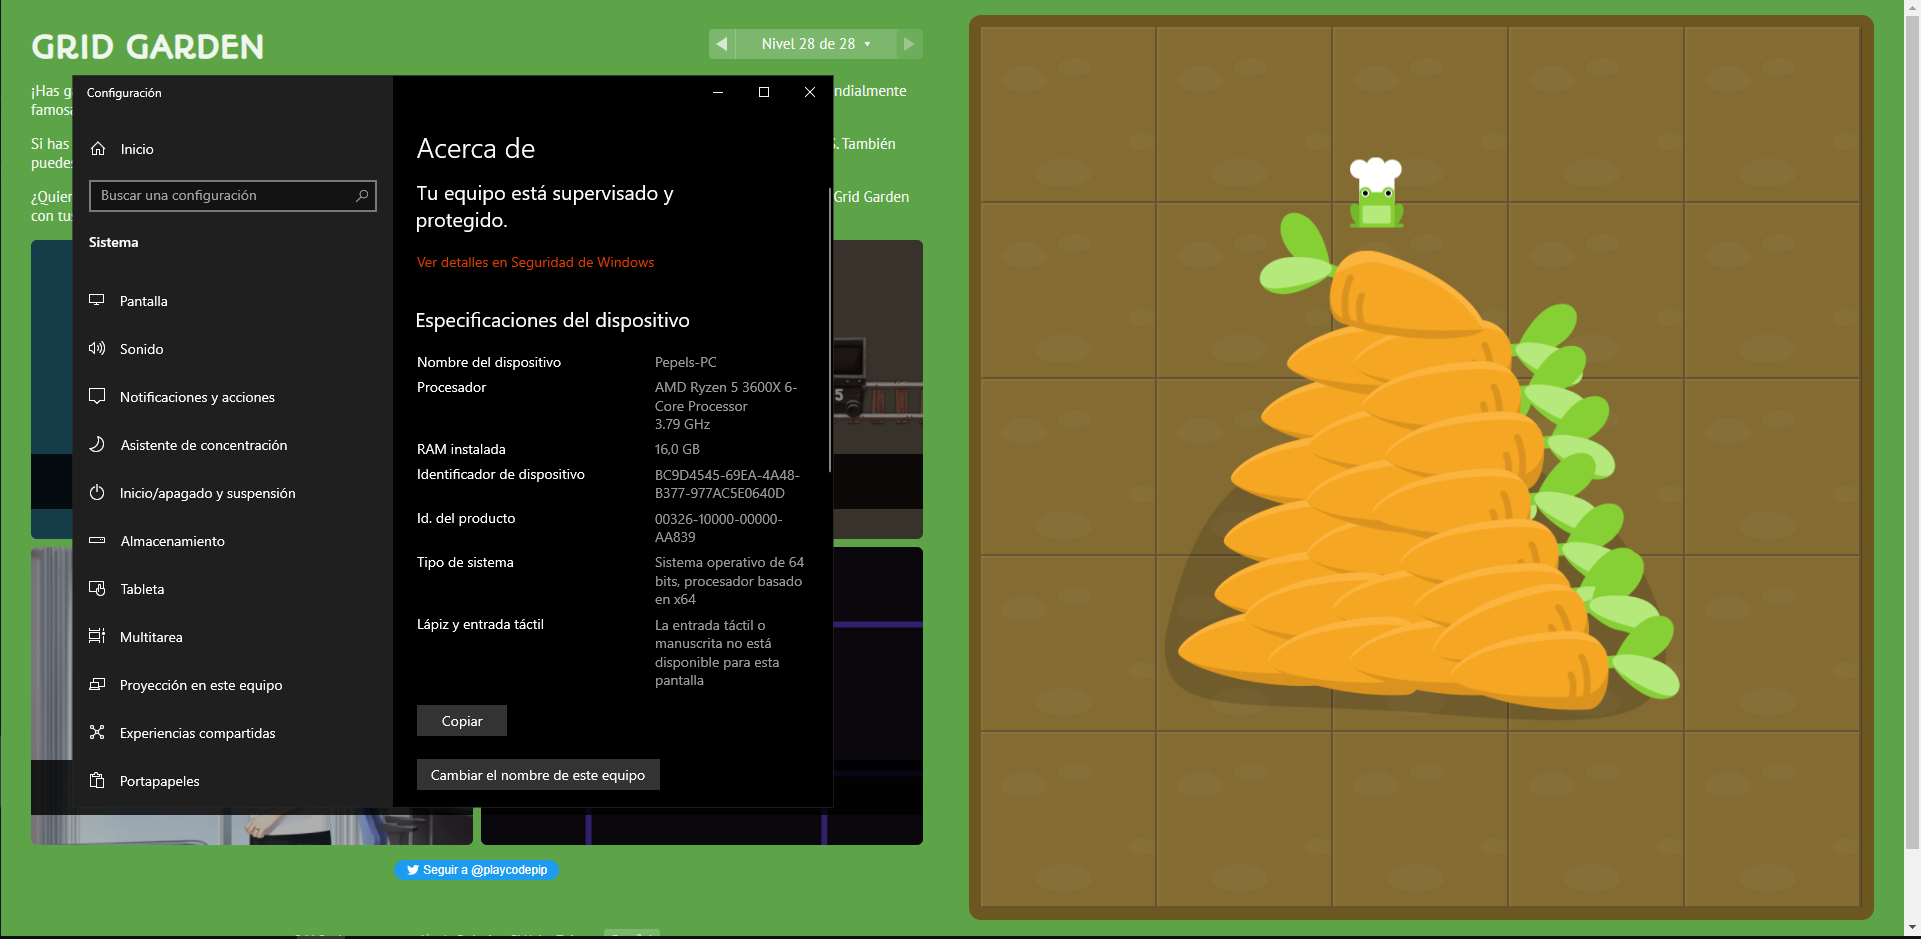 GRID GARDEN
Nivel 28 de 28
¡Has g
ndialmente
famosa
Si has
S. También
puedes
¿Quier
Grid Garden
con tus
Configuración
Inicio
Buscar una configuración
Sistema
Pantalla
Sonido
Notificaciones y acciones
Asistente de concentración
Inicio/apagado y suspensión
Almacenamiento
Tableta
Multitarea
Proyección en este equipo
Experiencias compartidas
Portapapeles
Acerca de
Tu equipo está supervisado y
protegido.
Ver detalles en Seguridad de Windows
Especificaciones del dispositivo
Nombre del dispositivo Pepels-PC
Procesador AMD Ryzen 5 3600X 6-
Core Processor
3.79 GHz
RAM instalada 16,0 GB
Identificador de dispositivo BC9D4545-69EA-4A48-
B377-977AC5E0640D
Id. del producto 00326-10000-00000-
AA839
Tipo de sistema Sistema operativo de 64
bits, procesador basado
en x64
Lápiz y entrada táctil La entrada táctil o
manuscrita no está
disponible para esta
pantalla
Copiar
Cambiar el nombre de este equipo
5
Seguir a @playcodepip